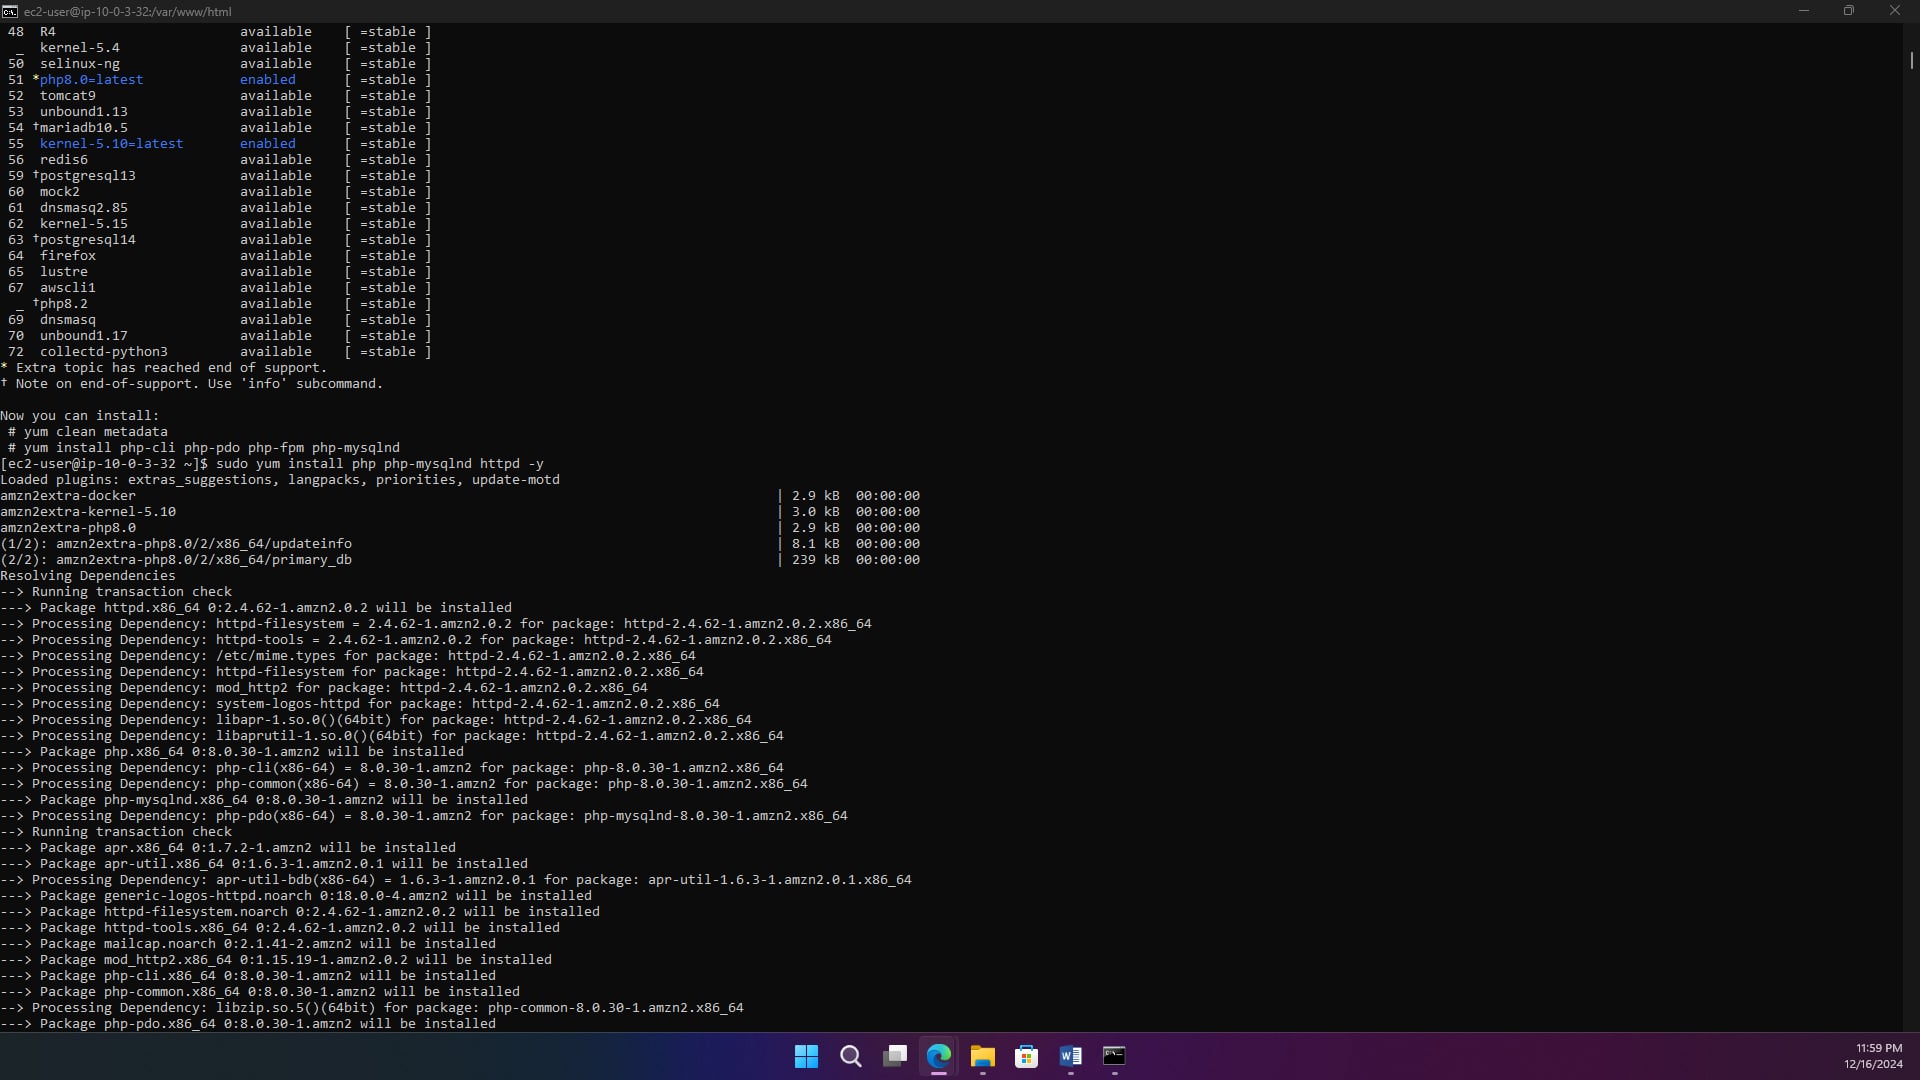 ec2-user@ip-10-0-3-32:/var/www/html
48  R4                       available    [ =stable ]
 _  kernel-5.4               available    [ =stable ]
50  selinux-ng               available    [ =stable ]
51 *php8.0=latest            enabled      [ =stable ]
52  tomcat9                  available    [ =stable ]
53  unbound1.13              available    [ =stable ]
54 †mariadb10.5              available    [ =stable ]
55  kernel-5.10=latest       enabled      [ =stable ]
56  redis6                   available    [ =stable ]
59 †postgresql13             available    [ =stable ]
60  mock2                    available    [ =stable ]
61  dnsmasq2.85              available    [ =stable ]
62  kernel-5.15              available    [ =stable ]
63 †postgresql14             available    [ =stable ]
64  firefox                  available    [ =stable ]
65  lustre                   available    [ =stable ]
67  awscli1                  available    [ =stable ]
 _ †php8.2                   available    [ =stable ]
69  dnsmasq                  available    [ =stable ]
70  unbound1.17              available    [ =stable ]
72  collectd-python3         available    [ =stable ]
* Extra topic has reached end of support.
† Note on end-of-support. Use 'info' subcommand.
Now you can install:
 # yum clean metadata
 # yum install php-cli php-pdo php-fpm php-mysqlnd
[ec2-user@ip-10-0-3-32 ~]$ sudo yum install php php-mysqlnd httpd -y
Loaded plugins: extras_suggestions, langpacks, priorities, update-motd
amzn2extra-docker | 2.9 kB  00:00:00
amzn2extra-kernel-5.10 | 3.0 kB  00:00:00
amzn2extra-php8.0 | 2.9 kB  00:00:00
(1/2): amzn2extra-php8.0/2/x86_64/updateinfo | 8.1 kB  00:00:00
(2/2): amzn2extra-php8.0/2/x86_64/primary_db | 239 kB  00:00:00
Resolving Dependencies
--> Running transaction check
---> Package httpd.x86_64 0:2.4.62-1.amzn2.0.2 will be installed
--> Processing Dependency: httpd-filesystem = 2.4.62-1.amzn2.0.2 for package: httpd-2.4.62-1.amzn2.0.2.x86_64
--> Processing Dependency: httpd-tools = 2.4.62-1.amzn2.0.2 for package: httpd-2.4.62-1.amzn2.0.2.x86_64
--> Processing Dependency: /etc/mime.types for package: httpd-2.4.62-1.amzn2.0.2.x86_64
--> Processing Dependency: httpd-filesystem for package: httpd-2.4.62-1.amzn2.0.2.x86_64
--> Processing Dependency: mod_http2 for package: httpd-2.4.62-1.amzn2.0.2.x86_64
--> Processing Dependency: system-logos-httpd for package: httpd-2.4.62-1.amzn2.0.2.x86_64
--> Processing Dependency: libapr-1.so.0()(64bit) for package: httpd-2.4.62-1.amzn2.0.2.x86_64
--> Processing Dependency: libaprutil-1.so.0()(64bit) for package: httpd-2.4.62-1.amzn2.0.2.x86_64
---> Package php.x86_64 0:8.0.30-1.amzn2 will be installed
--> Processing Dependency: php-cli(x86-64) = 8.0.30-1.amzn2 for package: php-8.0.30-1.amzn2.x86_64
--> Processing Dependency: php-common(x86-64) = 8.0.30-1.amzn2 for package: php-8.0.30-1.amzn2.x86_64
---> Package php-mysqlnd.x86_64 0:8.0.30-1.amzn2 will be installed
--> Processing Dependency: php-pdo(x86-64) = 8.0.30-1.amzn2 for package: php-mysqlnd-8.0.30-1.amzn2.x86_64
--> Running transaction check
---> Package apr.x86_64 0:1.7.2-1.amzn2 will be installed
---> Package apr-util.x86_64 0:1.6.3-1.amzn2.0.1 will be installed
--> Processing Dependency: apr-util-bdb(x86-64) = 1.6.3-1.amzn2.0.1 for package: apr-util-1.6.3-1.amzn2.0.1.x86_64
---> Package generic-logos-httpd.noarch 0:18.0.0-4.amzn2 will be installed
---> Package httpd-filesystem.noarch 0:2.4.62-1.amzn2.0.2 will be installed
---> Package httpd-tools.x86_64 0:2.4.62-1.amzn2.0.2 will be installed
---> Package mailcap.noarch 0:2.1.41-2.amzn2 will be installed
---> Package mod_http2.x86_64 0:1.15.19-1.amzn2.0.2 will be installed
---> Package php-cli.x86_64 0:8.0.30-1.amzn2 will be installed
---> Package php-common.x86_64 0:8.0.30-1.amzn2 will be installed
--> Processing Dependency: libzip.so.5()(64bit) for package: php-common-8.0.30-1.amzn2.x86_64
---> Package php-pdo.x86_64 0:8.0.30-1.amzn2 will be installed
11:59 PM
12/16/2024